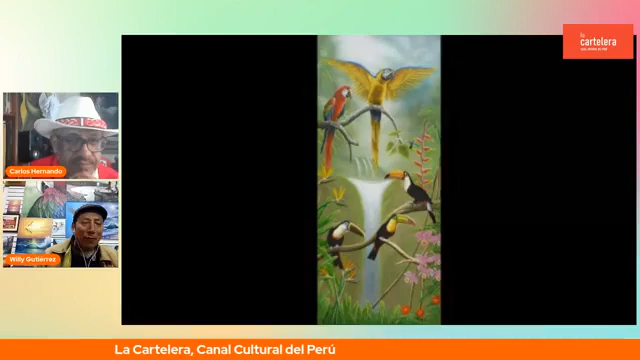 la
cartelera
Carlos Hernando
Willy Gutierrez
La Cartelera, Canal Cultural del Perú